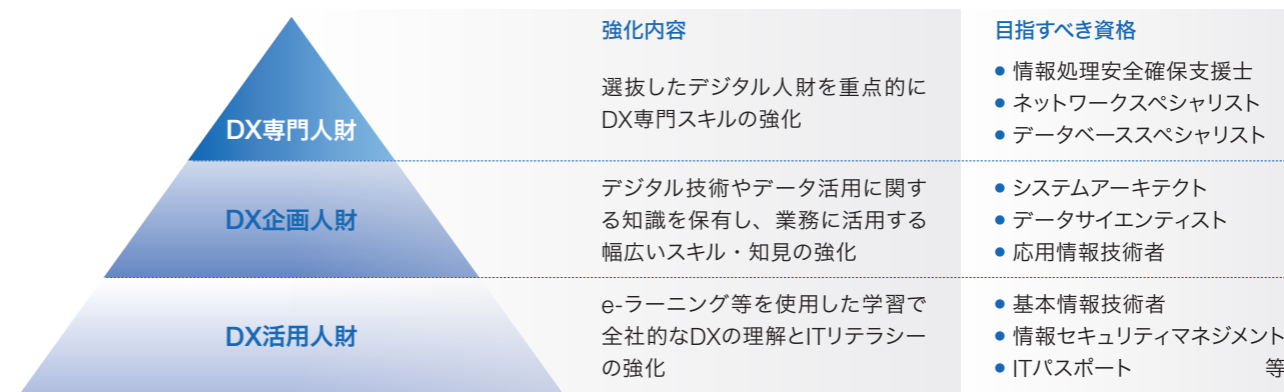 強化内容
目指すべき資格
DX専門人財
選抜したデジタル人財を重点的に
DX専門スキルの強化
● 情報処理安全確保支援士
● ネットワークスペシャリスト
● データベーススペシャリスト
DX企画人財
デジタル技術やデータ活用に関す
る知識を保有し、業務に活用する
幅広いスキル・知見の強化
● システムアーキテクト
● データサイエンティスト
● 応用情報技術者
DX活用人財
e-ラーニング等を使用した学習で
全社的なDXの理解とITリテラシー
の強化
● 基本情報技術者
● 情報セキュリティマネジメント
● ITパスポート 等